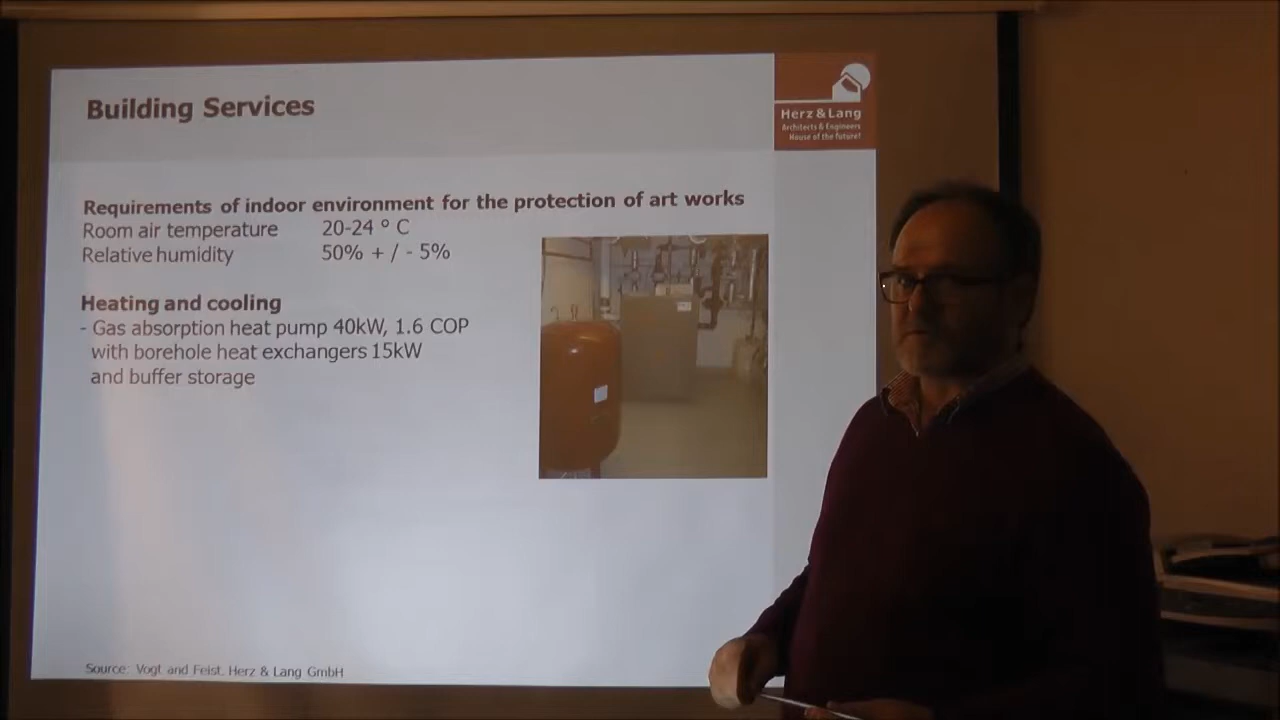 Building Services
Herz & Lang
Architects & Engineers
House of the future!
Requirements of indoor environment for the protection of art works
Room air temperature 20-24 ° C
Relative humidity 50% + / - 5%
Heating and cooling
- Gas absorption heat pump 40kW, 1.6 COP
with borehole heat exchangers 15kW
and buffer storage
Source: Vogt and Feist, Herz & Lang GmbH